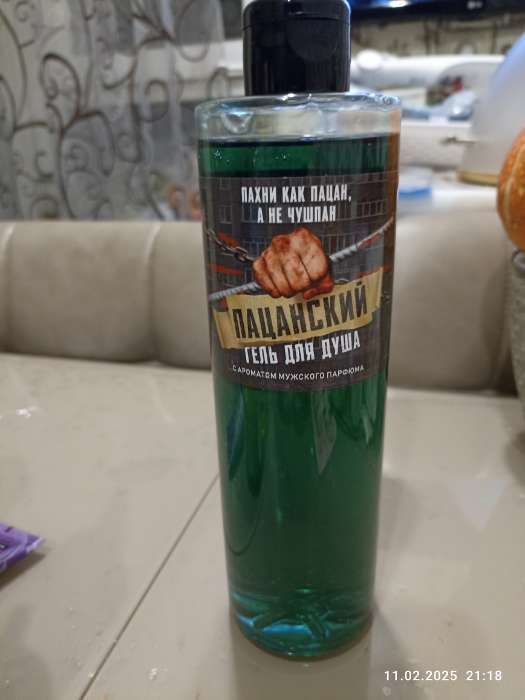 ПАХНИ КАК ПАЦАН,
А НЕ ЧУШПАН
ПАЦАНСКИЙ
ГЕЛЬ ДЛЯ ДУША
С АРОМАТОМ МУЖСКОГО ПАРФЮМА
11.02.2025 21:18